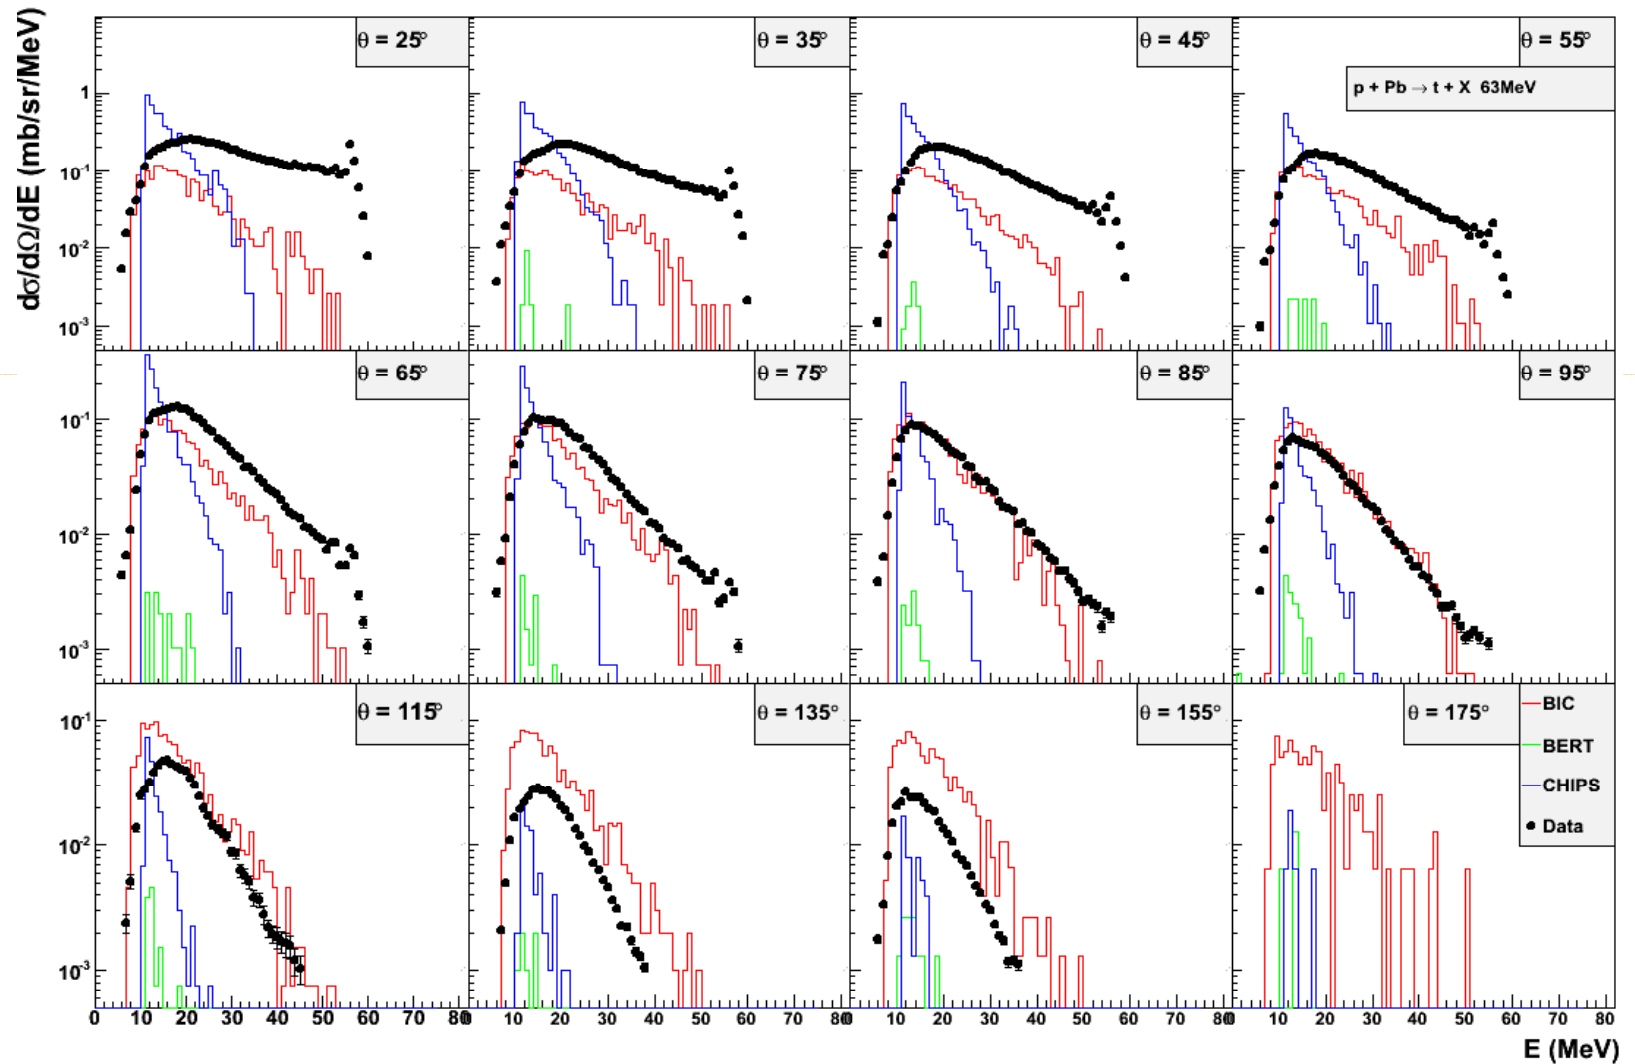 dσ/dΩ/dE (mb/sr/MeV)
θ = 25°
θ = 35°
θ = 45°
θ = 55°
p + Pb → t + X 63MeV
1
10⁻¹
10⁻²
10⁻³
θ = 65°
θ = 75°
θ = 85°
θ = 95°
10⁻¹
10⁻²
10⁻³
θ = 115°
θ = 135°
θ = 155°
θ = 175°
BIC
BERT
CHIPS
Data
10⁻¹
10⁻²
10⁻³
0 10 20 30 40 50 60 70 80
0 10 20 30 40 50 60 70 80
0 10 20 30 40 50 60 70 80
0 10 20 30 40 50 60 70 80
E (MeV)